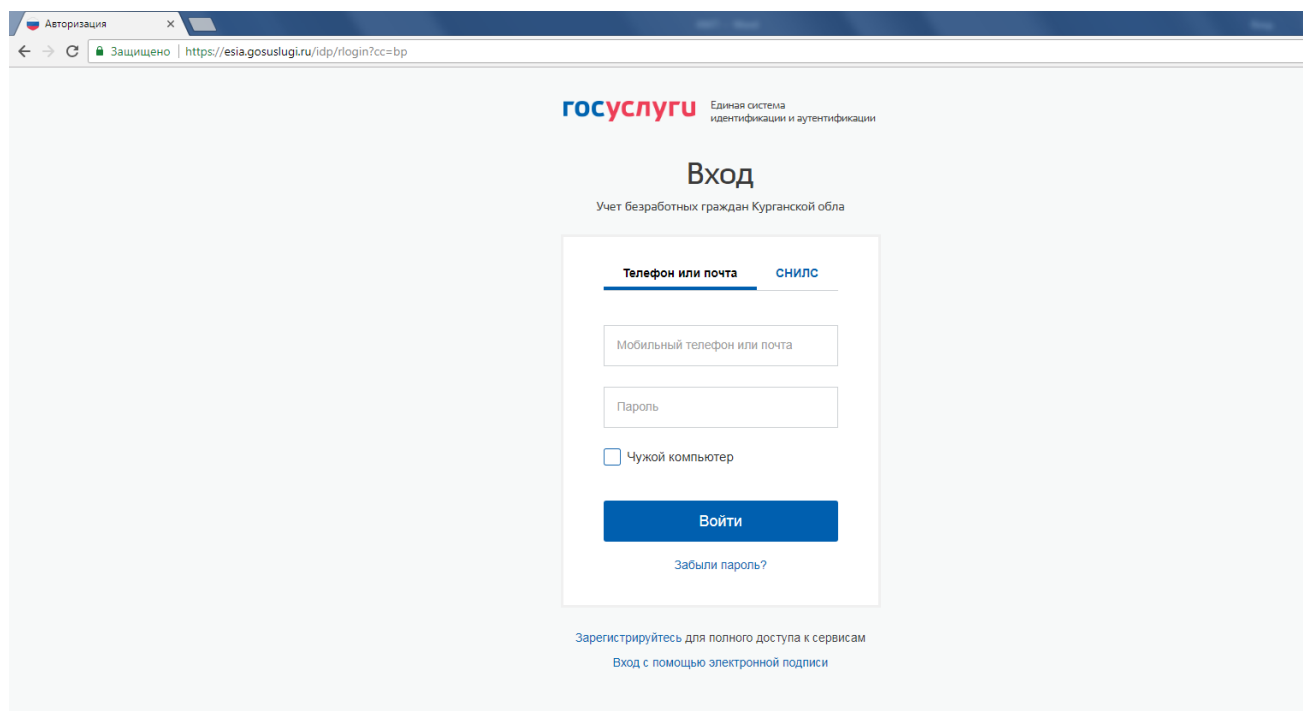 Авторизация
Защищено https://esia.gosuslugi.ru/idp/rlogin?cc=bp
госуслуги
Единая система
идентификации и аутентификации
Вход
Учет безработных граждан Курганской обла
Телефон или почта СНИЛС
Мобильный телефон или почта
Пароль
Чужой компьютер
Войти
Забыли пароль?
Зарегистрируйтесь для полного доступа к сервисам
Вход с помощью электронной подписи